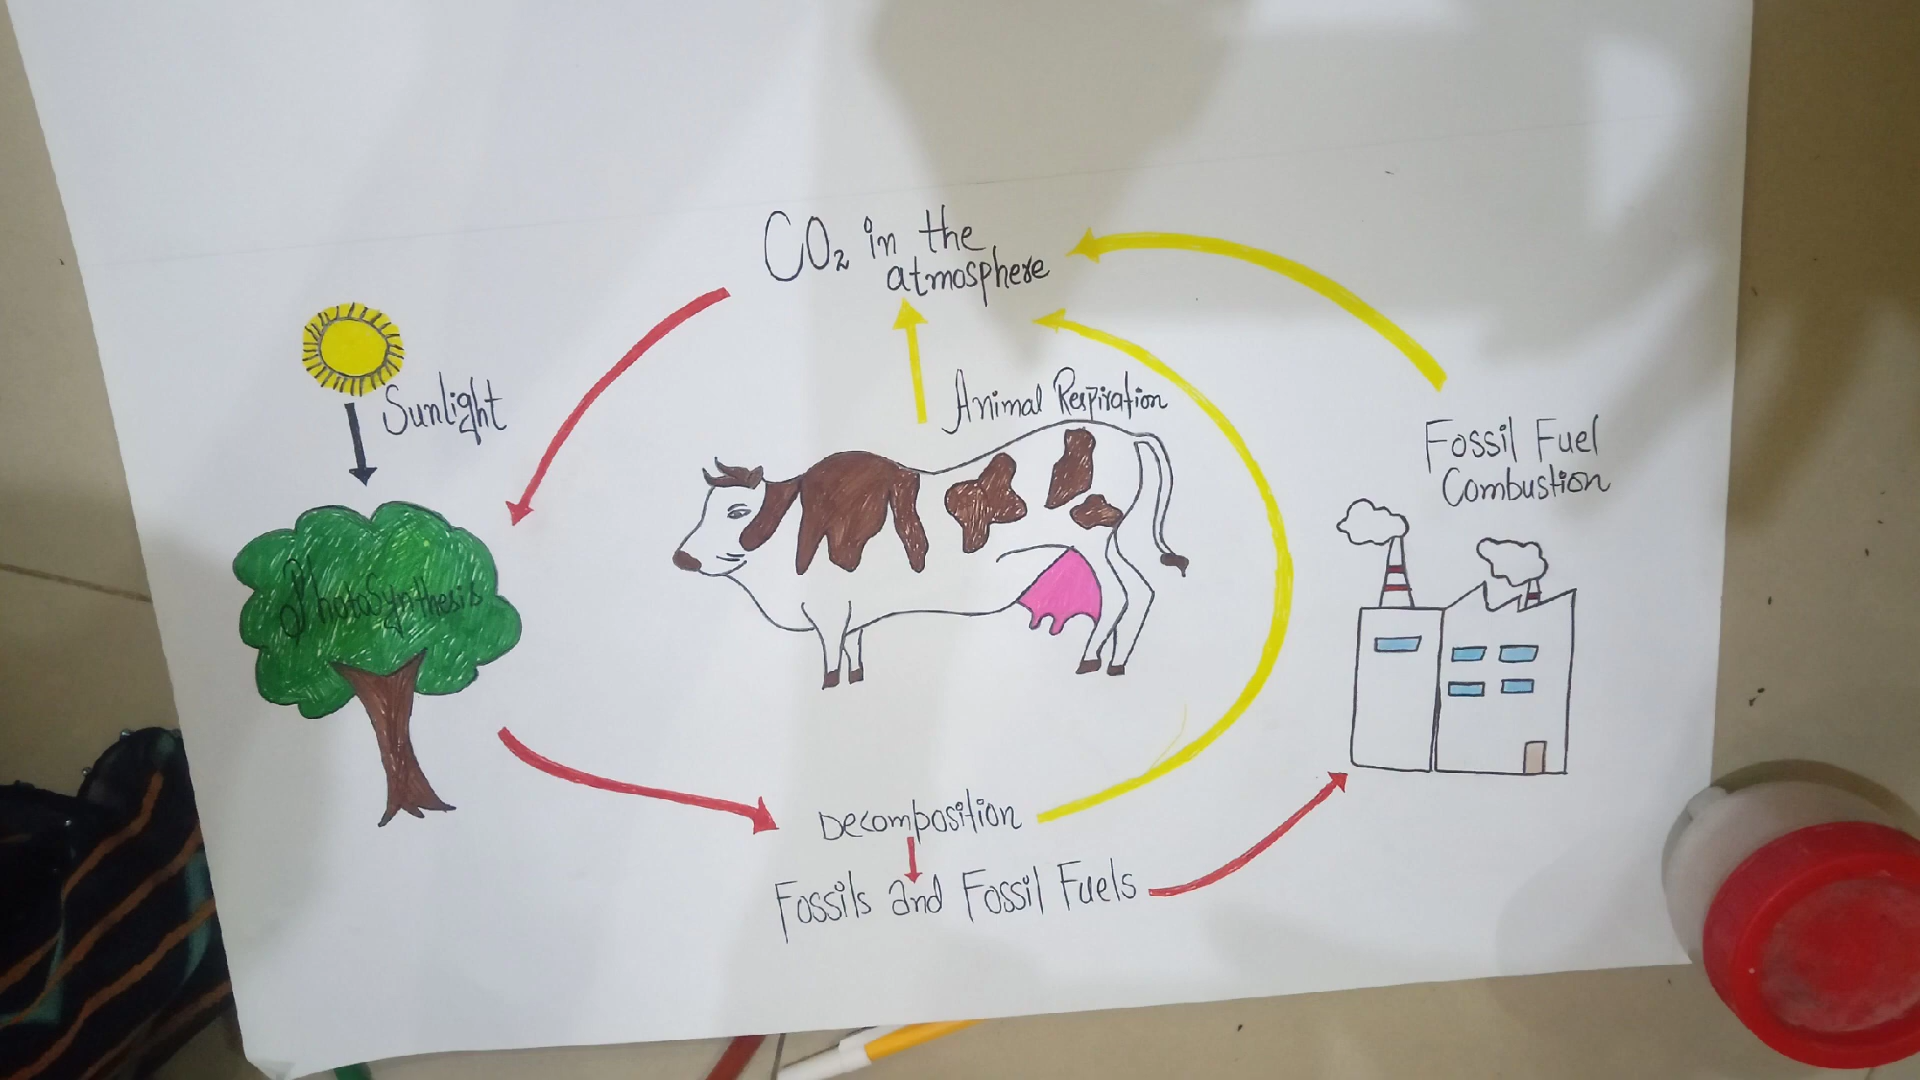 CO₂ in the
atmosphere
Sunlight
Animal Respiration
Fossil Fuel
Combustion
PhotoSynthesis
Decomposition
Fossils and Fossil Fuels